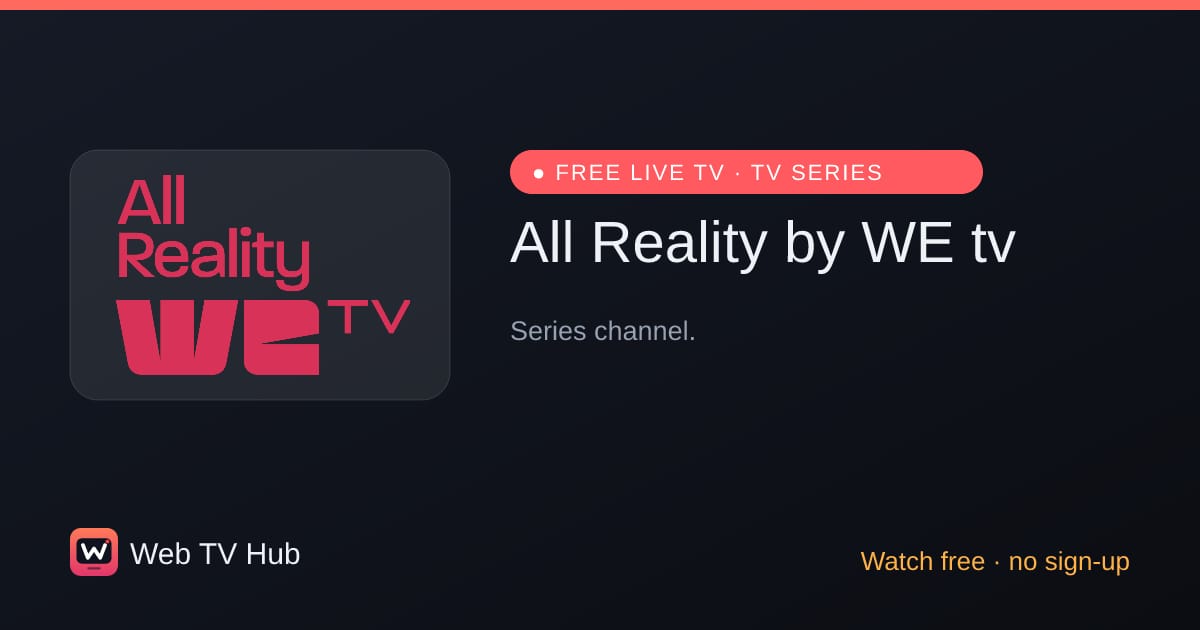 All
Reality
WE TV
● FREE LIVE TV · TV SERIES
All Reality by WE tv
Series channel.
W
Web TV Hub
Watch free · no sign-up